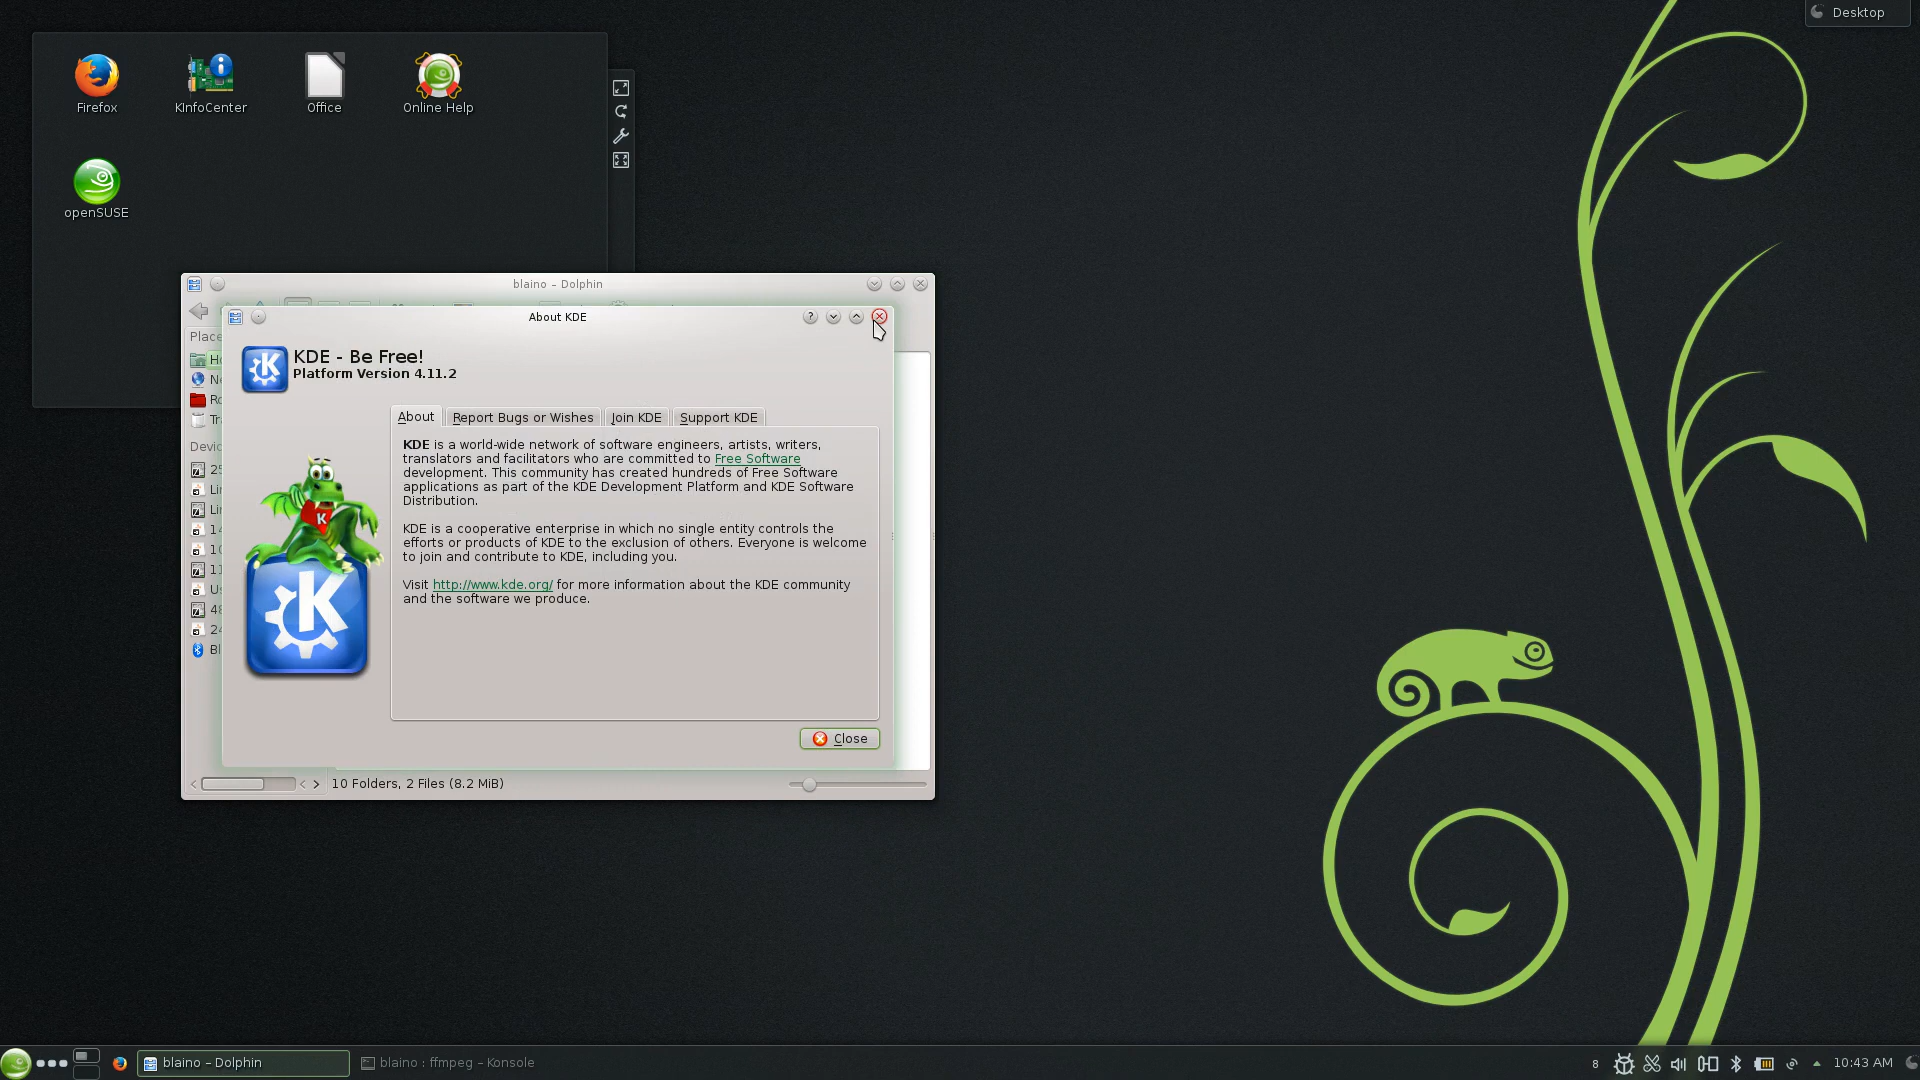 Desktop
Firefox
KInfoCenter
Office
Online Help
openSUSE
blaino – Dolphin
About KDE
KDE - Be Free!
Platform Version 4.11.2
About
Report Bugs or Wishes
Join KDE
Support KDE
KDE is a world-wide network of software engineers, artists, writers,
translators and facilitators who are committed to Free Software
development. This community has created hundreds of Free Software
applications as part of the KDE Development Platform and KDE Software
Distribution.
KDE is a cooperative enterprise in which no single entity controls the
efforts or products of KDE to the exclusion of others. Everyone is welcome
to join and contribute to KDE, including you.
Visit http://www.kde.org/ for more information about the KDE community
and the software we produce.
Close
10 Folders, 2 Files (8.2 MiB)
blaino – Dolphin
blaino : ffmpeg – Konsole
8
10:43 AM